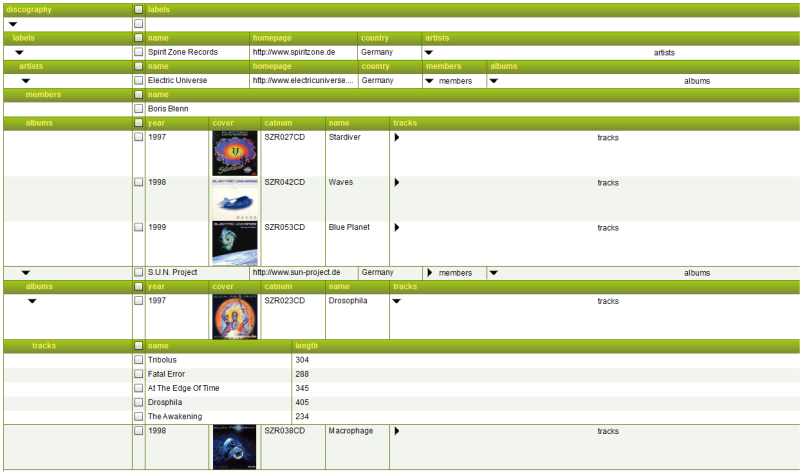 discography labels
labels name homepage country artists
Spirit Zone Records http://www.spiritzone.de Germany artists
artists name homepage country members albums
Electric Universe http://www.electricuniverse.... Germany members albums
members name
Boris Blenn
albums year cover catnum name tracks
1997 SZR027CD Stardiver tracks
1998 SZR042CD Waves tracks
1999 SZR053CD Blue Planet tracks
S.U.N. Project http://www.sun-project.de Germany members albums
albums year cover catnum name tracks
1997 SZR023CD Drosophila tracks
tracks name length
Tribolus 304
Fatal Error 288
At The Edge Of Time 345
Drosphila 405
The Awakening 234
1998 SZR038CD Macrophage tracks